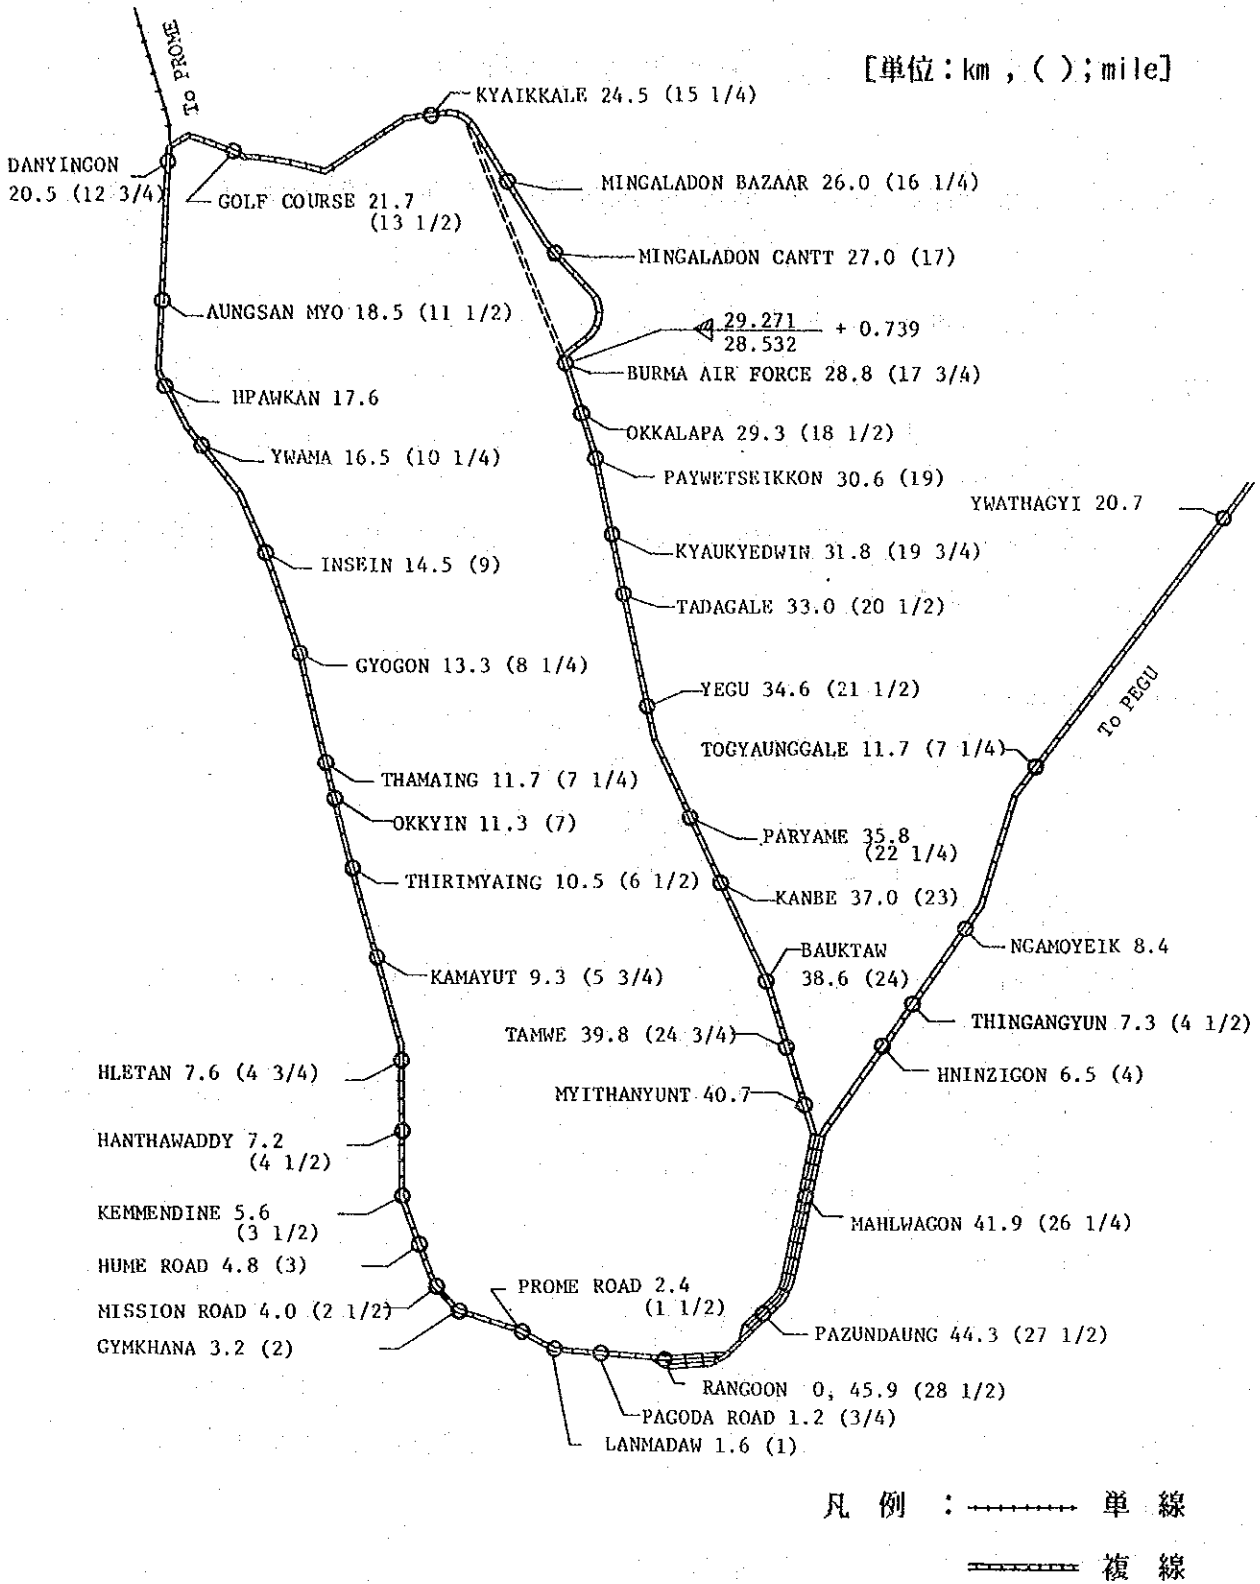 [単位：km , ( ) ; mile]
To PROME
KYAIKKALE 24.5 (15 1/4)
DANYINGON
20.5 (12 3/4)
GOLF COURSE 21.7
(13 1/2)
MINGALADON BAZAAR 26.0 (16 1/4)
MINGALADON CANTT 27.0 (17)
AUNGSAN MYO 18.5 (11 1/2)
29.271
28.532
+ 0.739
BURMA AIR FORCE 28.8 (17 3/4)
HPAWKAN 17.6
OKKALAPA 29.3 (18 1/2)
YWAMA 16.5 (10 1/4)
PAYWETSEIKKON 30.6 (19)
YWATHAGYI 20.7
KYAUKYEDWIN 31.8 (19 3/4)
INSEIN 14.5 (9)
TADAGALE 33.0 (20 1/2)
GYOGON 13.3 (8 1/4)
YEGU 34.6 (21 1/2)
To PEGU
TOGYAUNGGALE 11.7 (7 1/4)
THAMAING 11.7 (7 1/4)
OKKYIN 11.3 (7)
PARYAME 35.8
(22 1/4)
THIRIMYAING 10.5 (6 1/2)
KANBE 37.0 (23)
NGAMOYEIK 8.4
BAUKTAW
38.6 (24)
KAMAYUT 9.3 (5 3/4)
THINGANGYUN 7.3 (4 1/2)
TAMWE 39.8 (24 3/4)
HLETAN 7.6 (4 3/4)
HNINZIGON 6.5 (4)
MYITHANYUNT 40.7
HANTHAWADDY 7.2
(4 1/2)
KEMMENDINE 5.6
(3 1/2)
MAHLWAGON 41.9 (26 1/4)
HUME ROAD 4.8 (3)
PROME ROAD 2.4
(1 1/2)
MISSION ROAD 4.0 (2 1/2)
PAZUNDAUNG 44.3 (27 1/2)
GYMKHANA 3.2 (2)
RANGOON 0, 45.9 (28 1/2)
PAGODA ROAD 1.2 (3/4)
LANMADAW 1.6 (1)
凡 例 ： 単 線
複 線